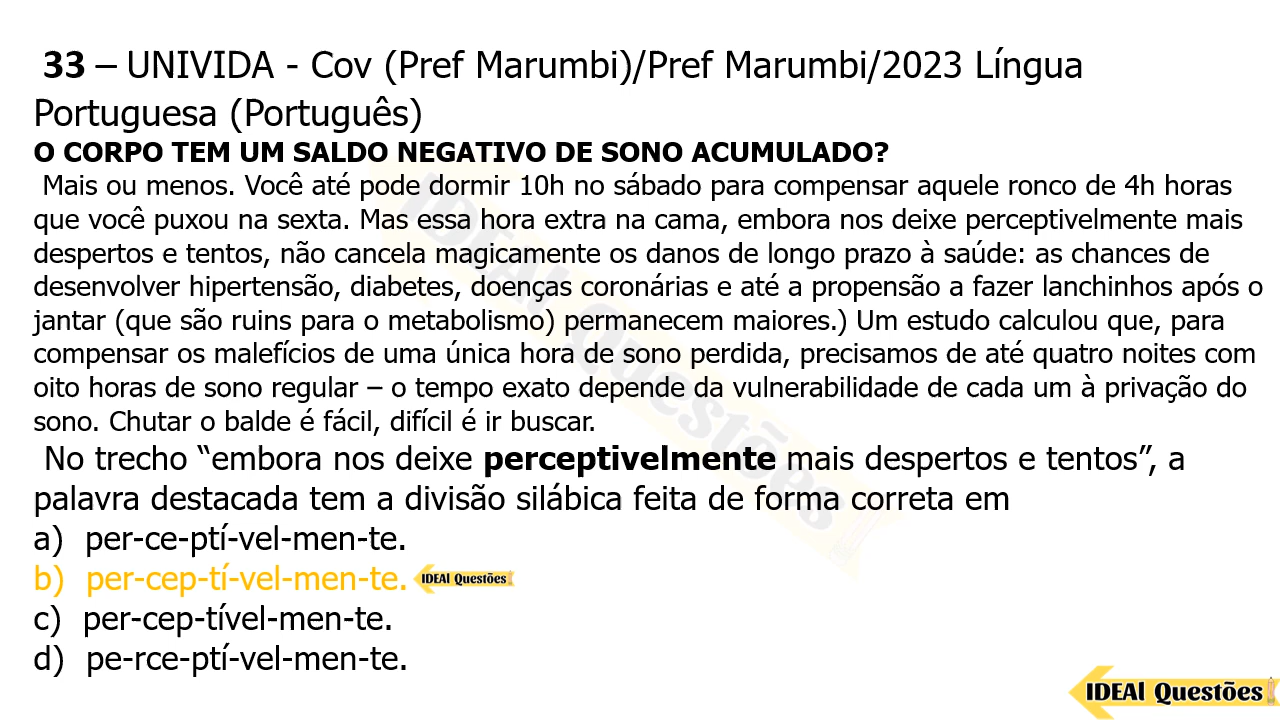 33 – UNIVIDA - Cov (Pref Marumbi)/Pref Marumbi/2023 Língua
Portuguesa (Português)
O CORPO TEM UM SALDO NEGATIVO DE SONO ACUMULADO?
Mais ou menos. Você até pode dormir 10h no sábado para compensar aquele ronco de 4h horas
que você puxou na sexta. Mas essa hora extra na cama, embora nos deixe perceptivelmente mais
despertos e tentos, não cancela magicamente os danos de longo prazo à saúde: as chances de
desenvolver hipertensão, diabetes, doenças coronárias e até a propensão a fazer lanchinhos após o
jantar (que são ruins para o metabolismo) permanecem maiores.) Um estudo calculou que, para
compensar os malefícios de uma única hora de sono perdida, precisamos de até quatro noites com
oito horas de sono regular – o tempo exato depende da vulnerabilidade de cada um à privação do
sono. Chutar o balde é fácil, difícil é ir buscar.
No trecho “embora nos deixe perceptivelmente mais despertos e tentos”, a
palavra destacada tem a divisão silábica feita de forma correta em
a) per-ce-ptí-vel-men-te.
b) per-cep-tí-vel-men-te. IDEAl Questões
c) per-cep-tível-men-te.
d) pe-rce-ptí-vel-men-te.
IDEAl Questões
IDEAl Questões